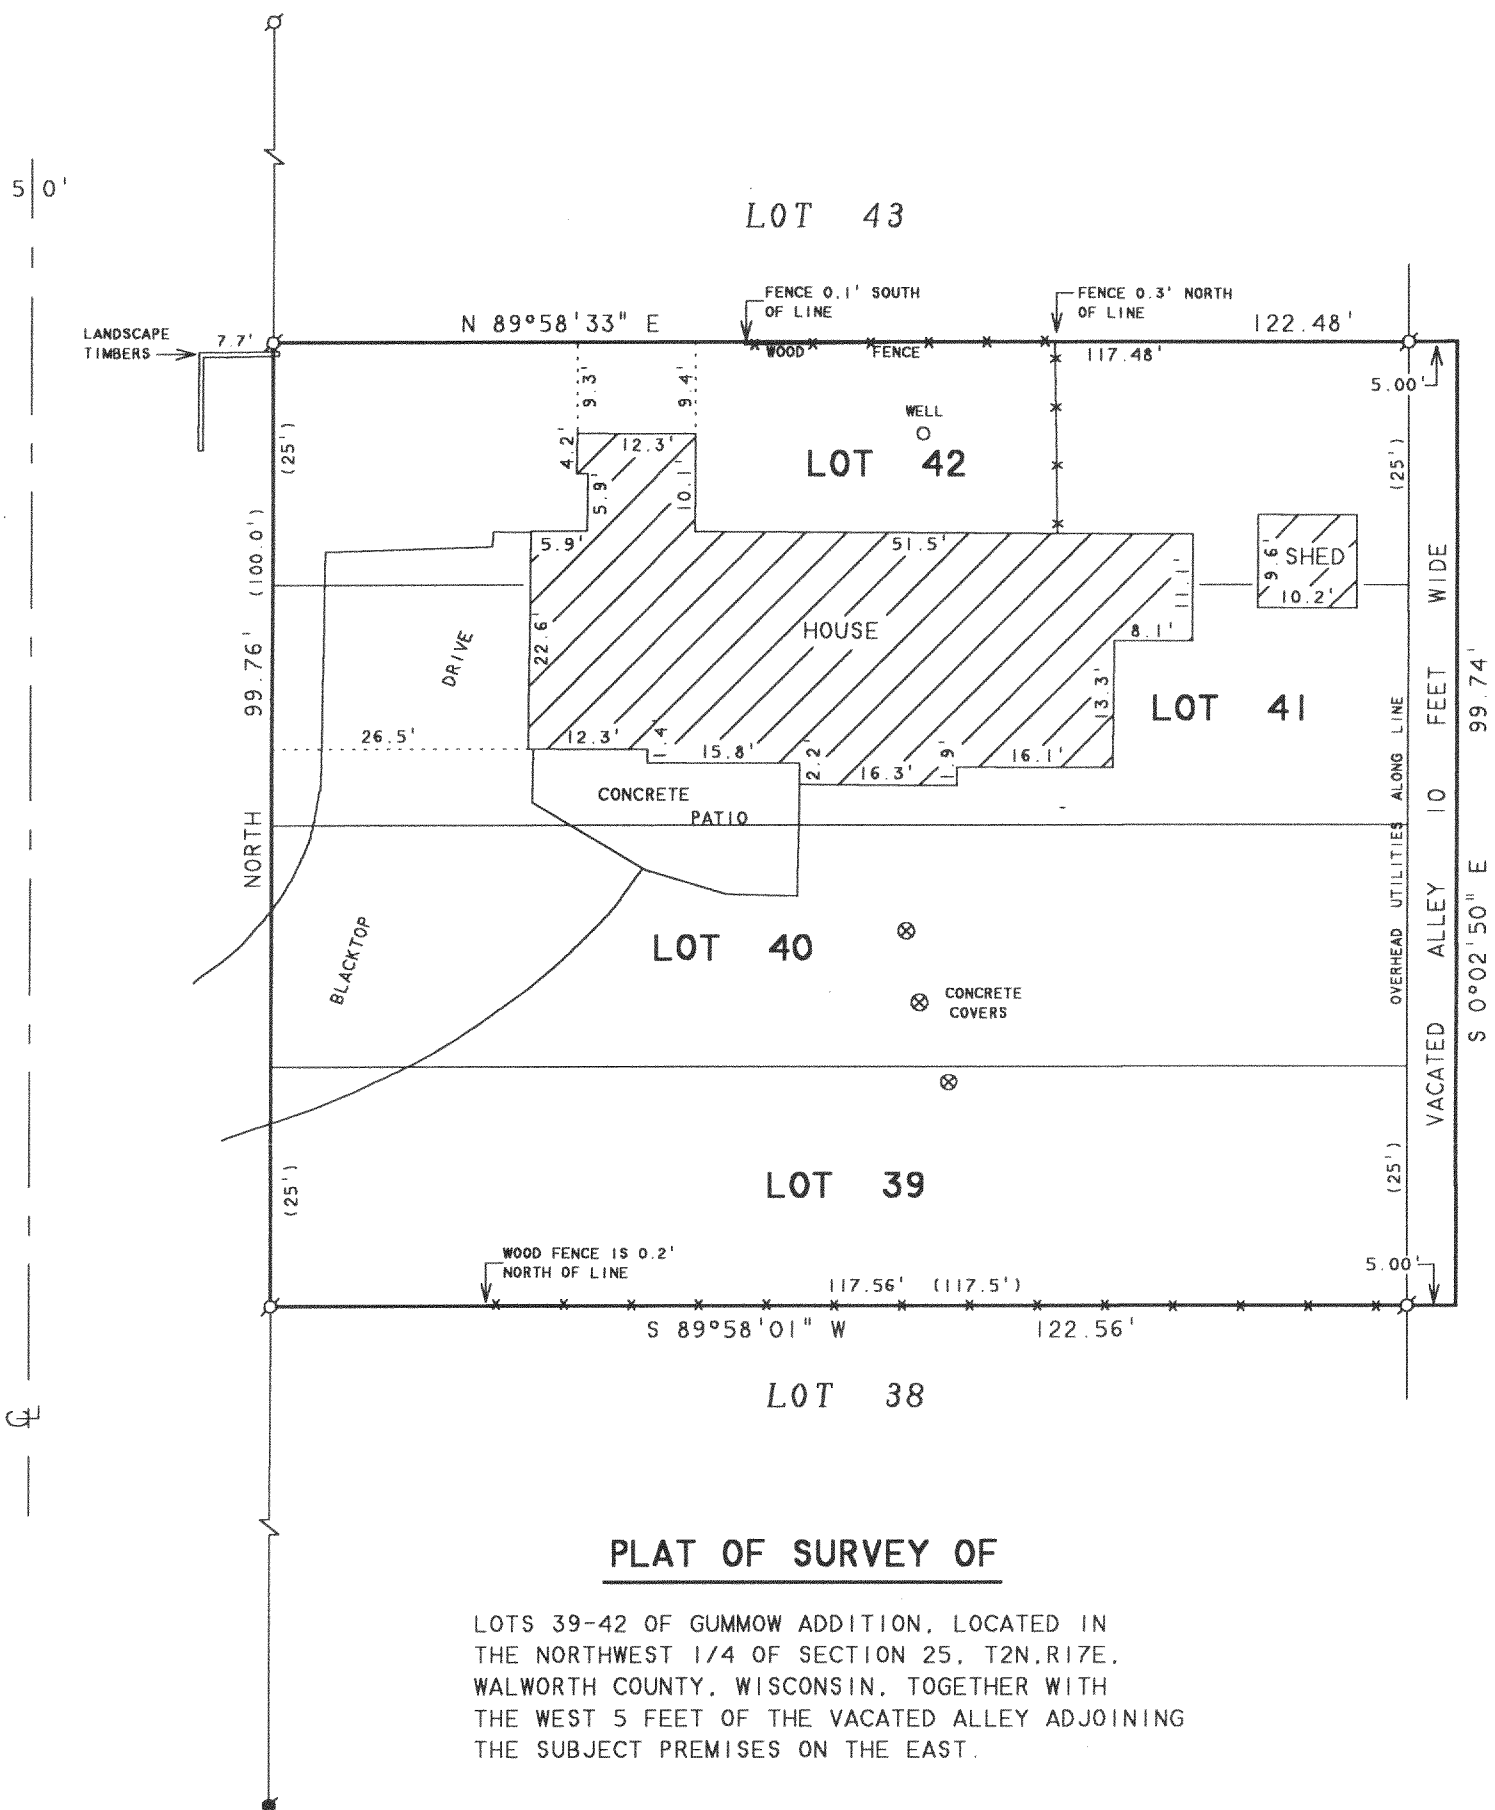 50'
LOT 43
FENCE 0.1' SOUTH
OF LINE
FENCE 0.3' NORTH
OF LINE
LANDSCAPE
TIMBERS
7.7'
N 89°58'33" E
122.48'
WOOD FENCE
117.48'
5.00'
9.3'
9.4'
WELL
(25')
4.2'
12.3'
LOT 42
(25')
5.9'
10.1'
(100.0')
5.9'
51.5'
11.1'
9.6'
SHED
10.2'
HOUSE
8.1'
22.6'
DRIVE
99.76'
NORTH
13.3'
LOT 41
26.5'
12.3'
1.4'
15.8'
2.2'
16.3'
1.9'
16.1'
CONCRETE
PATIO
OVERHEAD UTILITIES ALONG LINE
VACATED ALLEY 10 FEET WIDE
S 0°02'50" E 99.74'
BLACKTOP
LOT 40
CONCRETE
COVERS
LOT 39
(25')
(25')
WOOD FENCE IS 0.2'
NORTH OF LINE
5.00'
117.56' (117.5')
S 89°58'01" W
122.56'
LOT 38
PLAT OF SURVEY OF
LOTS 39-42 OF GUMMOW ADDITION, LOCATED IN
THE NORTHWEST 1/4 OF SECTION 25, T2N,R17E,
WALWORTH COUNTY, WISCONSIN, TOGETHER WITH
THE WEST 5 FEET OF THE VACATED ALLEY ADJOINING
THE SUBJECT PREMISES ON THE EAST.